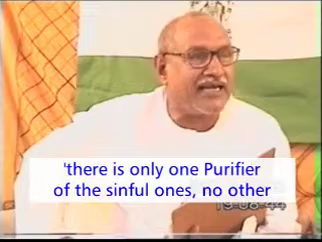 'there is only one Purifier
of the sinful ones, no other